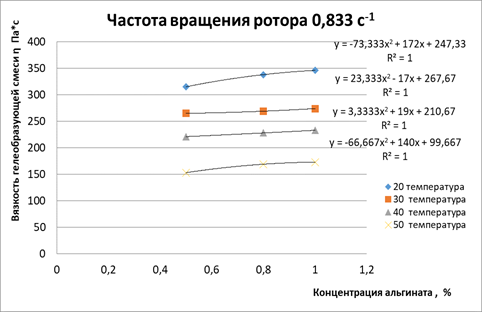 Частота вращения ротора 0,833 с⁻¹
Вязкость гелеобразующей смеси η Па*с
400
350
300
250
200
150
100
50
0
y = -73,333x² + 172x + 247,33
R² = 1
y = 23,333x² - 17x + 267,67
R² = 1
y = 3,3333x² + 19x + 210,67
R² = 1
y = -66,667x² + 140x + 99,667
R² = 1
20 температура
30 температура
40 температура
50 температура
0
0,2
0,4
0,6
0,8
1
1,2
Концентрация альгината , %